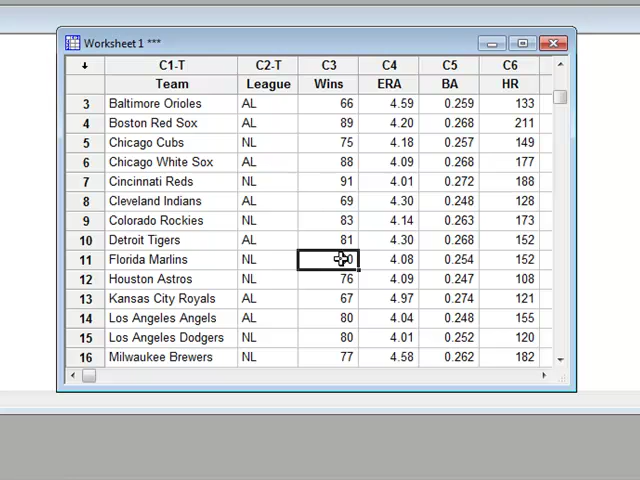 Worksheet 1 ***
C1-T C2-T C3 C4 C5 C6
Team League Wins ERA BA HR
3 Baltimore Orioles AL 66 4.59 0.259 133
4 Boston Red Sox AL 89 4.20 0.268 211
5 Chicago Cubs NL 75 4.18 0.257 149
6 Chicago White Sox AL 88 4.09 0.268 177
7 Cincinnati Reds NL 91 4.01 0.272 188
8 Cleveland Indians AL 69 4.30 0.248 128
9 Colorado Rockies NL 83 4.14 0.263 173
10 Detroit Tigers AL 81 4.30 0.268 152
11 Florida Marlins NL 4.08 0.254 152
12 Houston Astros NL 76 4.09 0.247 108
13 Kansas City Royals AL 67 4.97 0.274 121
14 Los Angeles Angels AL 80 4.04 0.248 155
15 Los Angeles Dodgers NL 80 4.01 0.252 120
16 Milwaukee Brewers NL 77 4.58 0.262 182